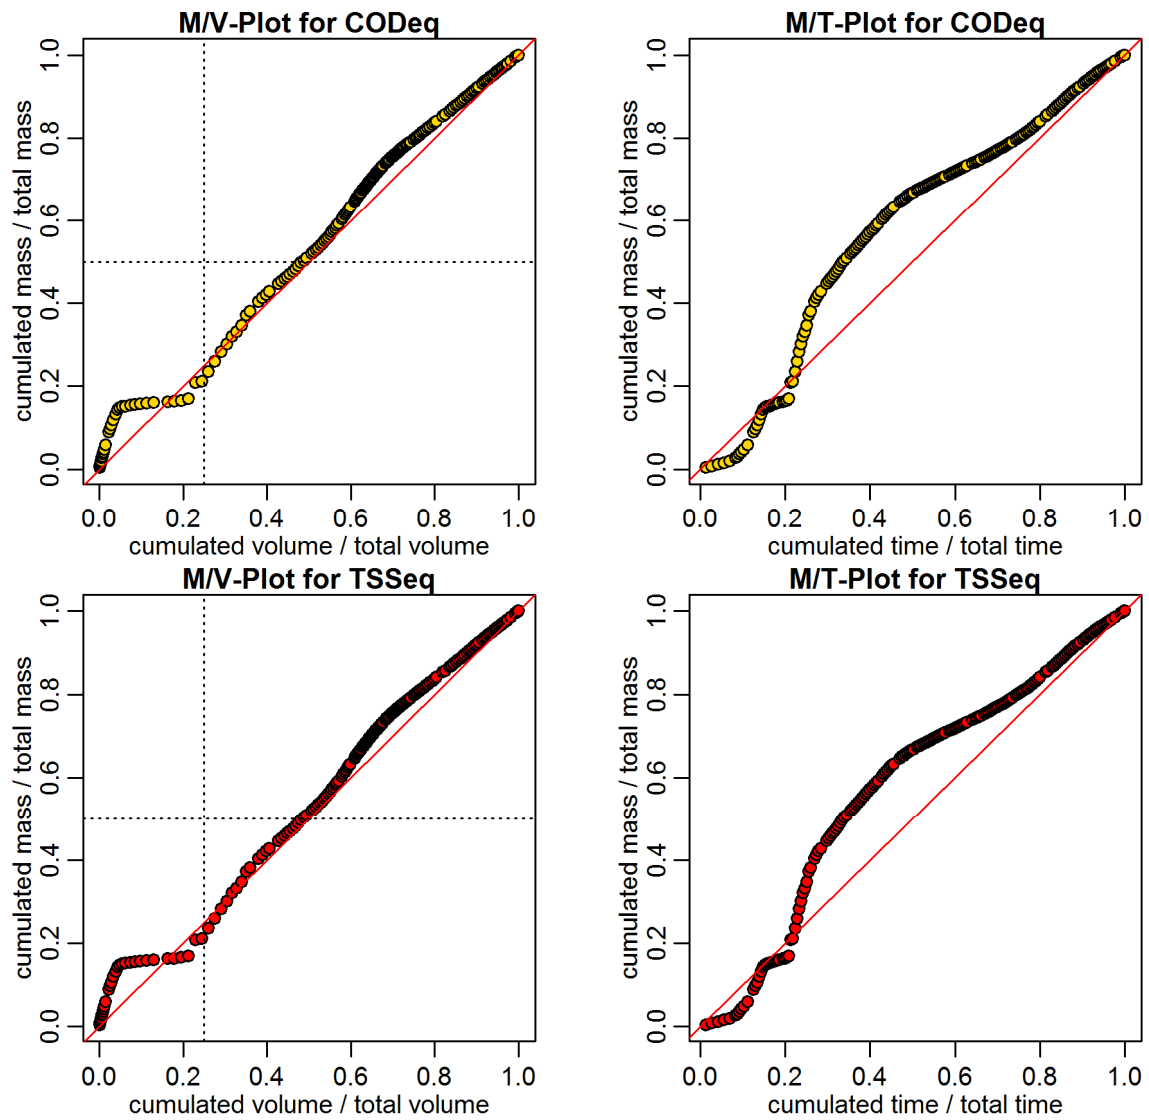 M/V-Plot for CODeq
cumulated mass / total mass
0.0 0.2 0.4 0.6 0.8 1.0
0.0 0.2 0.4 0.6 0.8 1.0
cumulated volume / total volume
M/T-Plot for CODeq
cumulated mass / total mass
0.0 0.2 0.4 0.6 0.8 1.0
0.0 0.2 0.4 0.6 0.8 1.0
cumulated time / total time
M/V-Plot for TSSeq
cumulated mass / total mass
0.0 0.2 0.4 0.6 0.8 1.0
0.0 0.2 0.4 0.6 0.8 1.0
cumulated volume / total volume
M/T-Plot for TSSeq
cumulated mass / total mass
0.0 0.2 0.4 0.6 0.8 1.0
0.0 0.2 0.4 0.6 0.8 1.0
cumulated time / total time